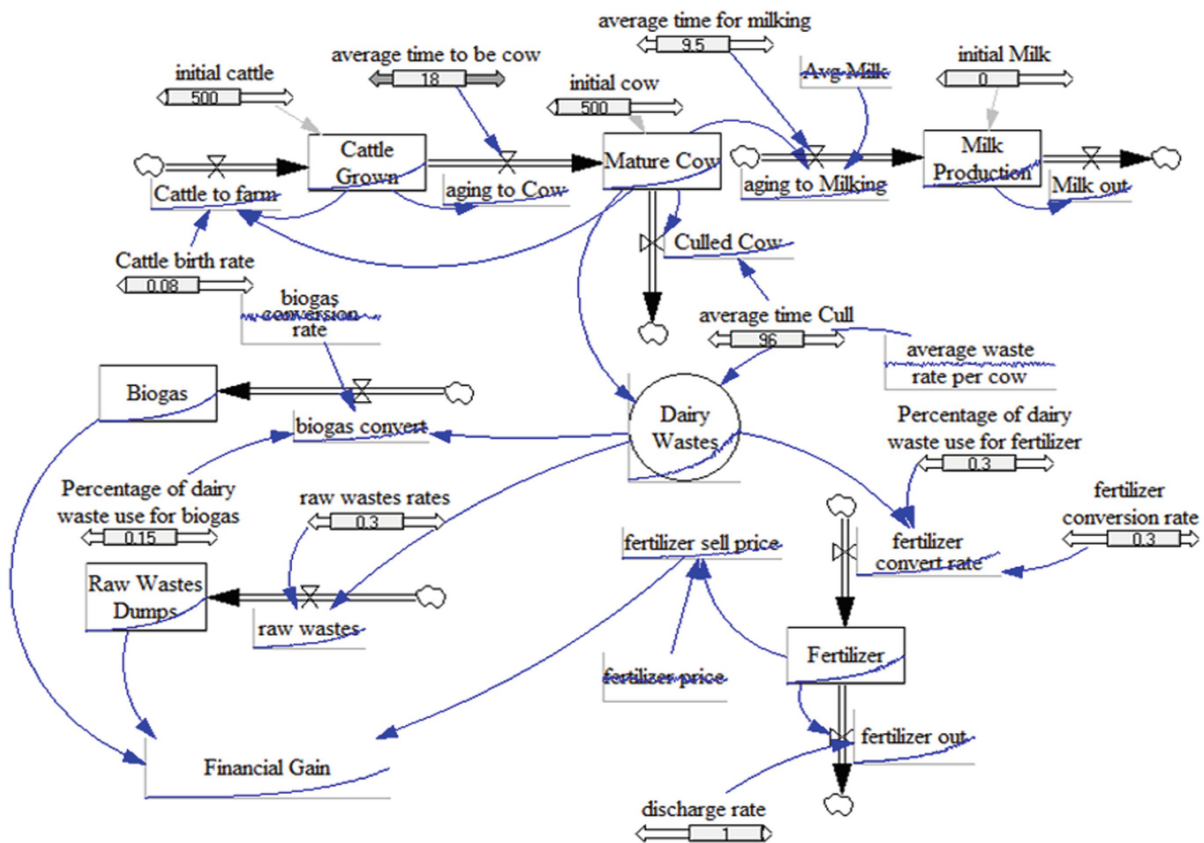 average time for milking
9.5
average time to be cow
18
Avg Milk
initial Milk
0
initial cattle
500
initial cow
500
Cattle
Grown
Mature Cow
Milk
Production
Cattle to farm
aging to Cow
aging to Milking
Milk out
Culled Cow
Cattle birth rate
0.08
biogas
conversion
rate
average time Cull
96
average waste
rate per cow
Biogas
biogas convert
Dairy
Wastes
Percentage of dairy
waste use for fertilizer
0.3
Percentage of dairy
waste use for biogas
0.15
raw wastes rates
0.3
fertilizer
conversion rate
0.3
fertilizer sell price
fertilizer
convert rate
Raw Wastes
Dumps
raw wastes
fertilizer price
Fertilizer
fertilizer out
Financial Gain
discharge rate
1